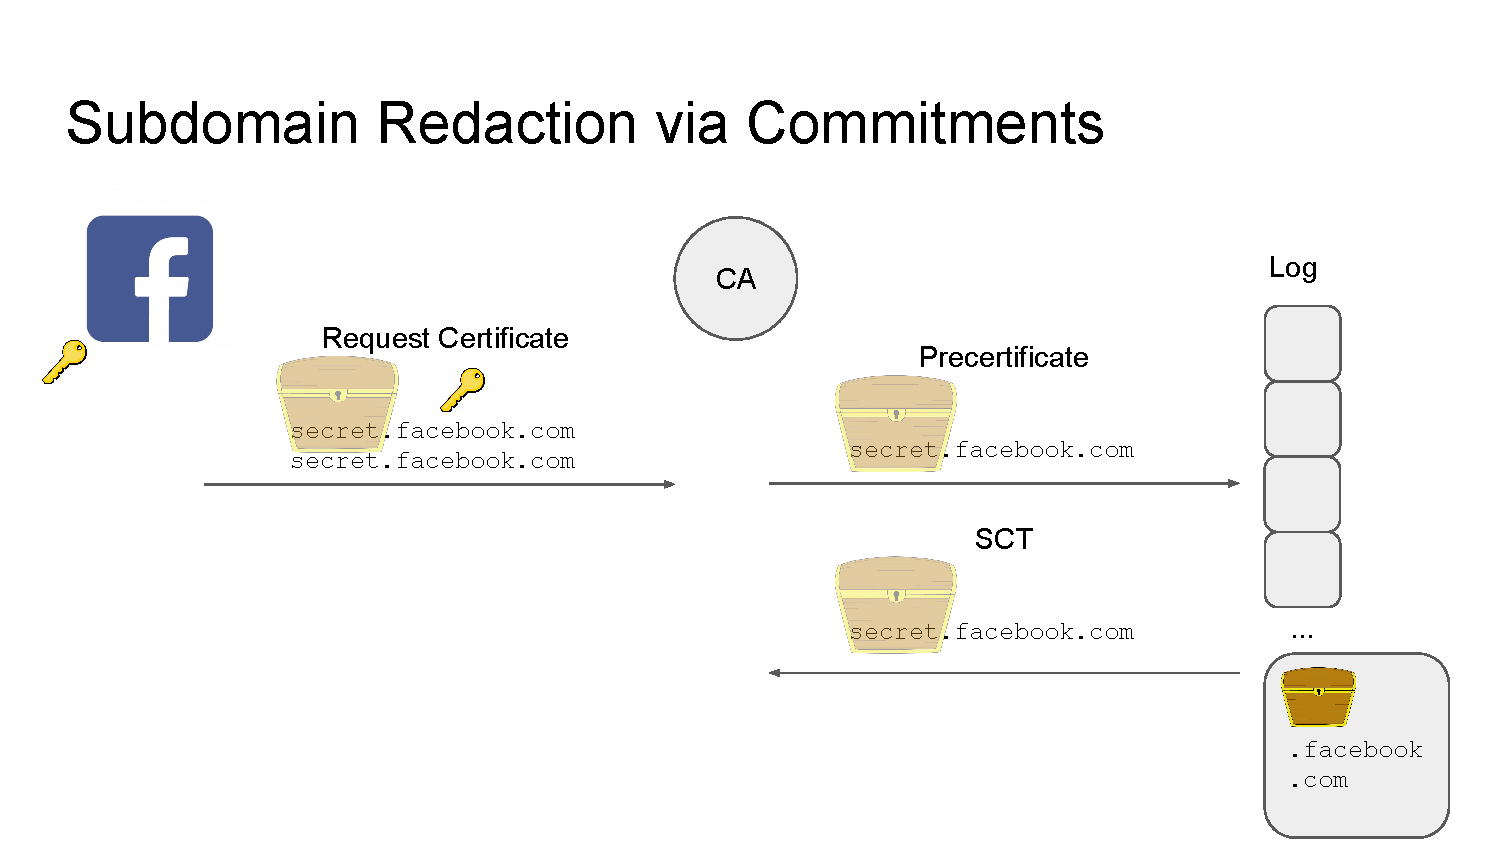 Subdomain Redaction via Commitments
CA
Log
Request Certificate
secret.facebook.com
secret.facebook.com
Precertificate
secret.facebook.com
SCT
secret.facebook.com
...
.facebook
.com